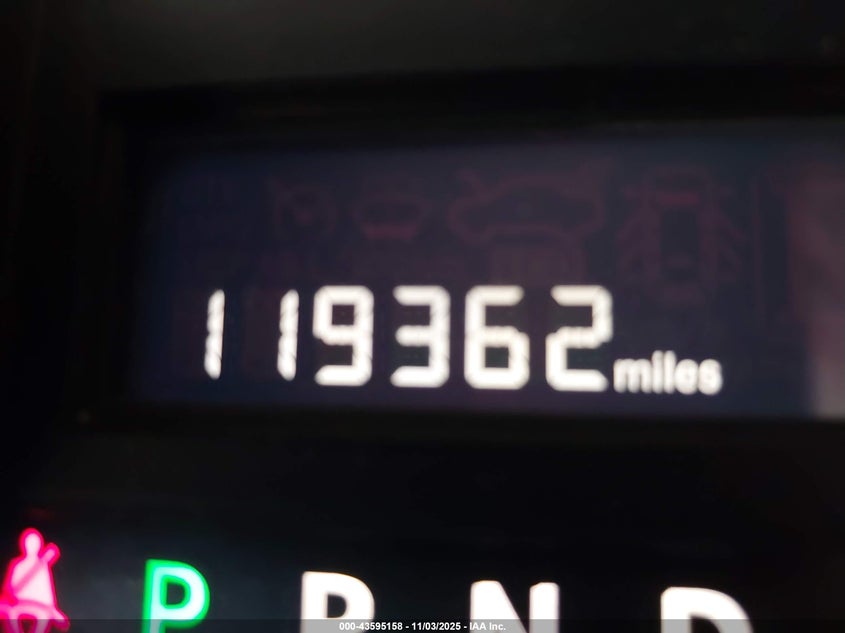 119362 miles
P R N D
000-43595158 - 11/03/2025 - IAA Inc.